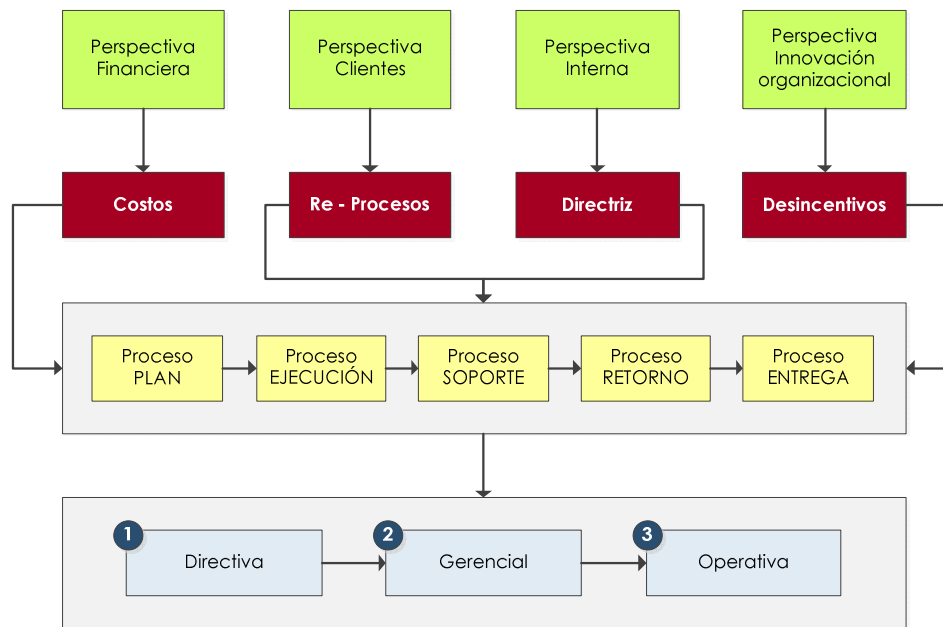 Perspectiva
Financiera
Perspectiva
Clientes
Perspectiva
Interna
Perspectiva
Innovación
organizacional
Costos
Re - Procesos
Directriz
Desincentivos
Proceso
PLAN
Proceso
EJECUCIÓN
Proceso
SOPORTE
Proceso
RETORNO
Proceso
ENTREGA
1
Directiva
2
Gerencial
3
Operativa